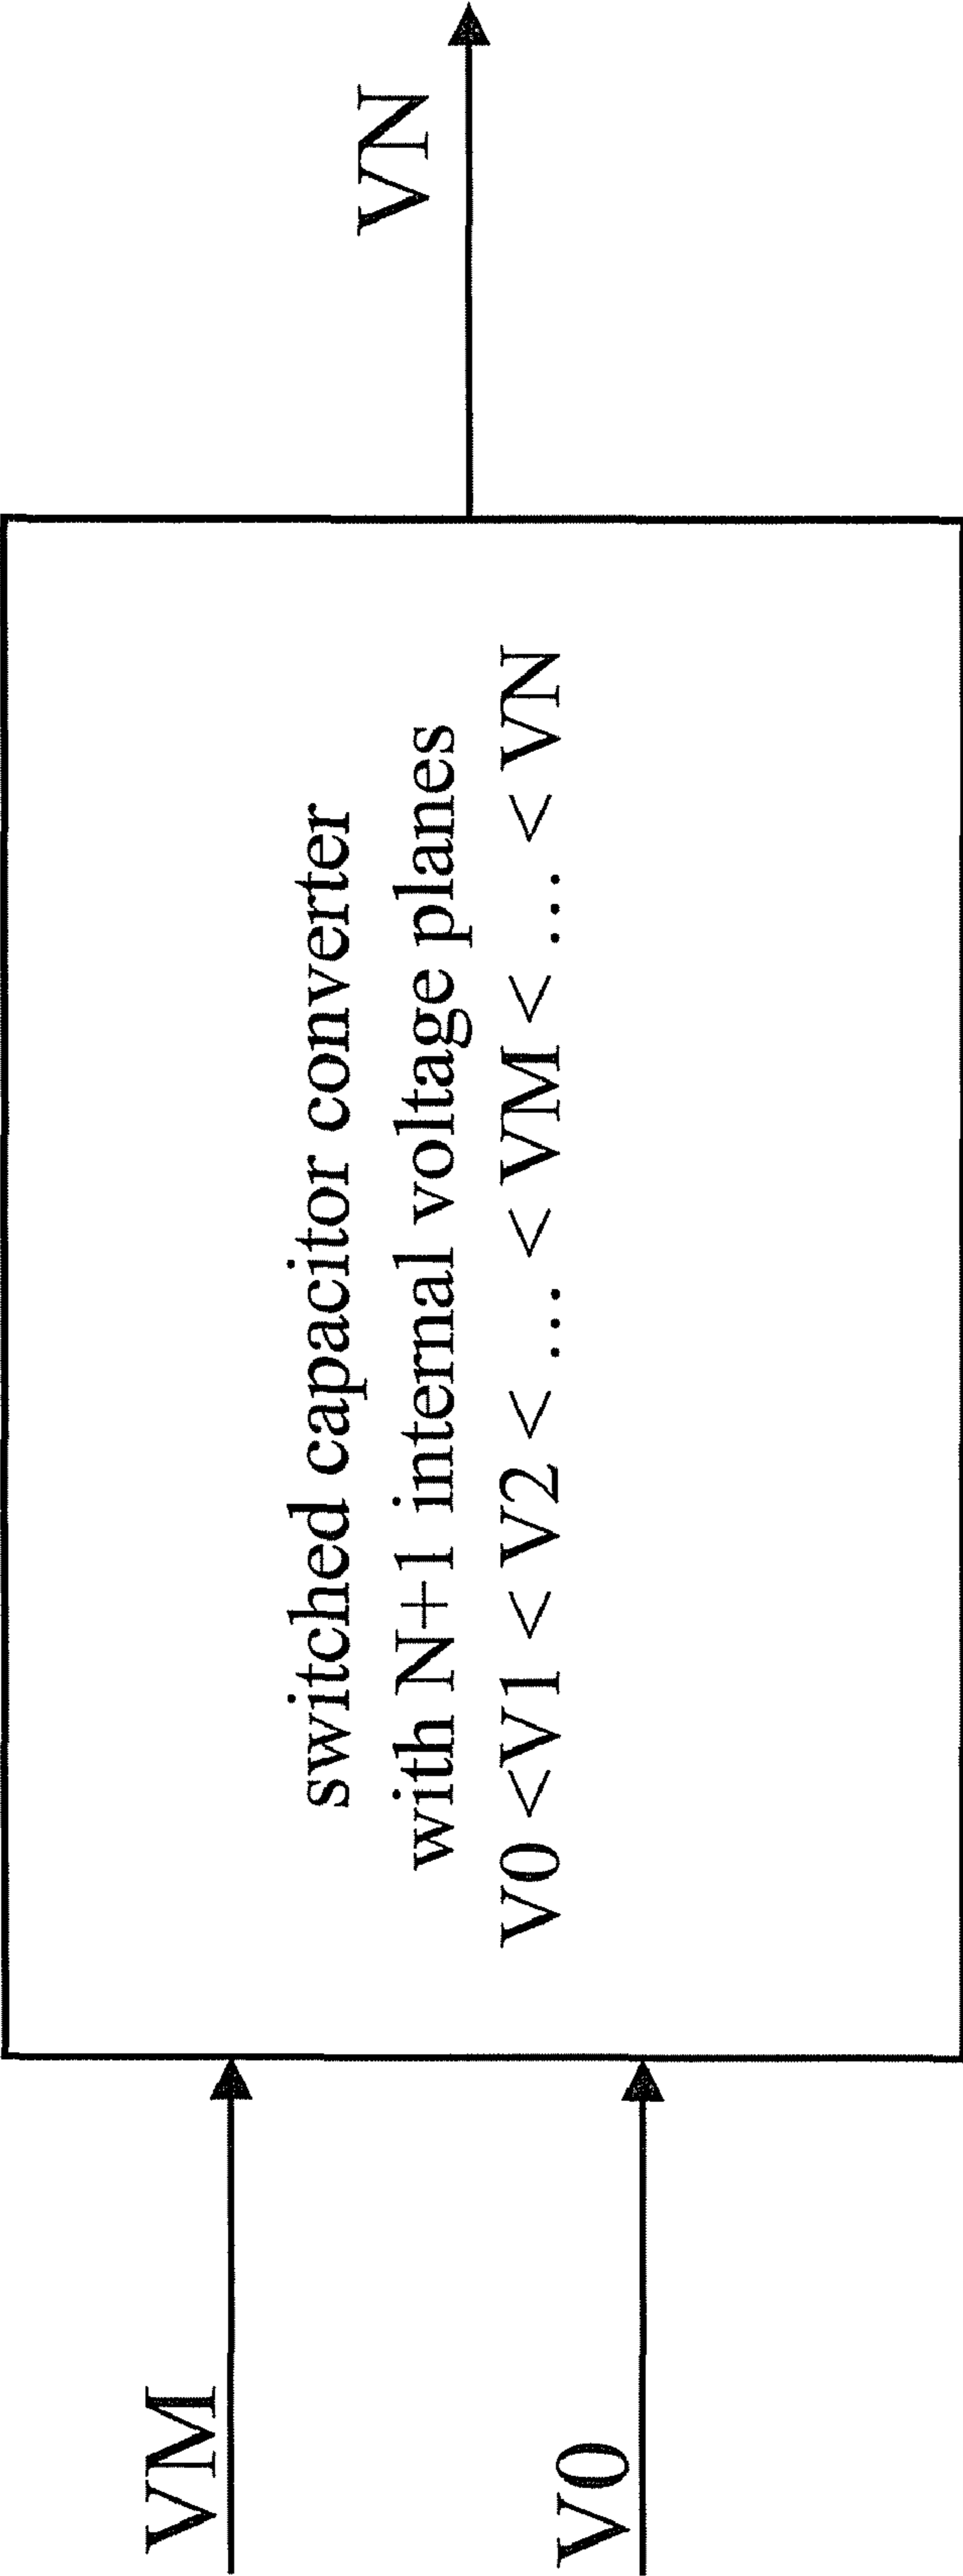 VM
V0
switched capacitor converter
with N+1 internal voltage planes
V0 <V1 < V2 < ... < VM < ... < VN
VN